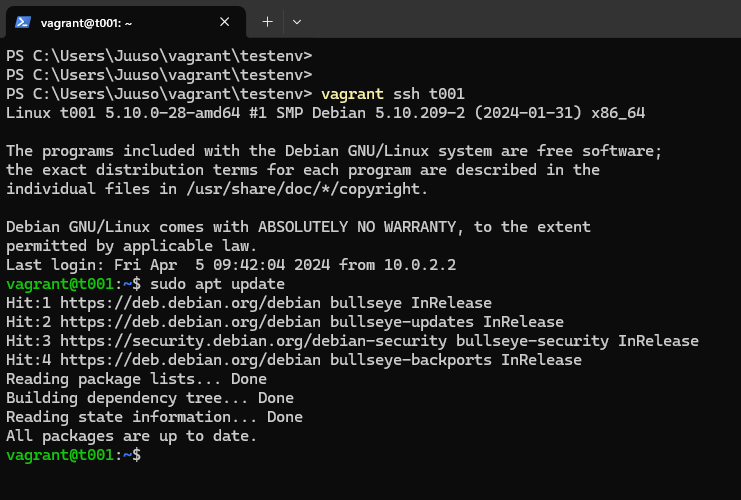 vagrant@t001: ~
PS C:\Users\Juuso\vagrant\testenv>
PS C:\Users\Juuso\vagrant\testenv>
PS C:\Users\Juuso\vagrant\testenv> vagrant ssh t001
Linux t001 5.10.0-28-amd64 #1 SMP Debian 5.10.209-2 (2024-01-31) x86_64
The programs included with the Debian GNU/Linux system are free software;
the exact distribution terms for each program are described in the
individual files in /usr/share/doc/*/copyright.
Debian GNU/Linux comes with ABSOLUTELY NO WARRANTY, to the extent
permitted by applicable law.
Last login: Fri Apr  5 09:42:04 2024 from 10.0.2.2
vagrant@t001:~$ sudo apt update
Hit:1 https://deb.debian.org/debian bullseye InRelease
Hit:2 https://deb.debian.org/debian bullseye-updates InRelease
Hit:3 https://security.debian.org/debian-security bullseye-security InRelease
Hit:4 https://deb.debian.org/debian bullseye-backports InRelease
Reading package lists... Done
Building dependency tree... Done
Reading state information... Done
All packages are up to date.
vagrant@t001:~$